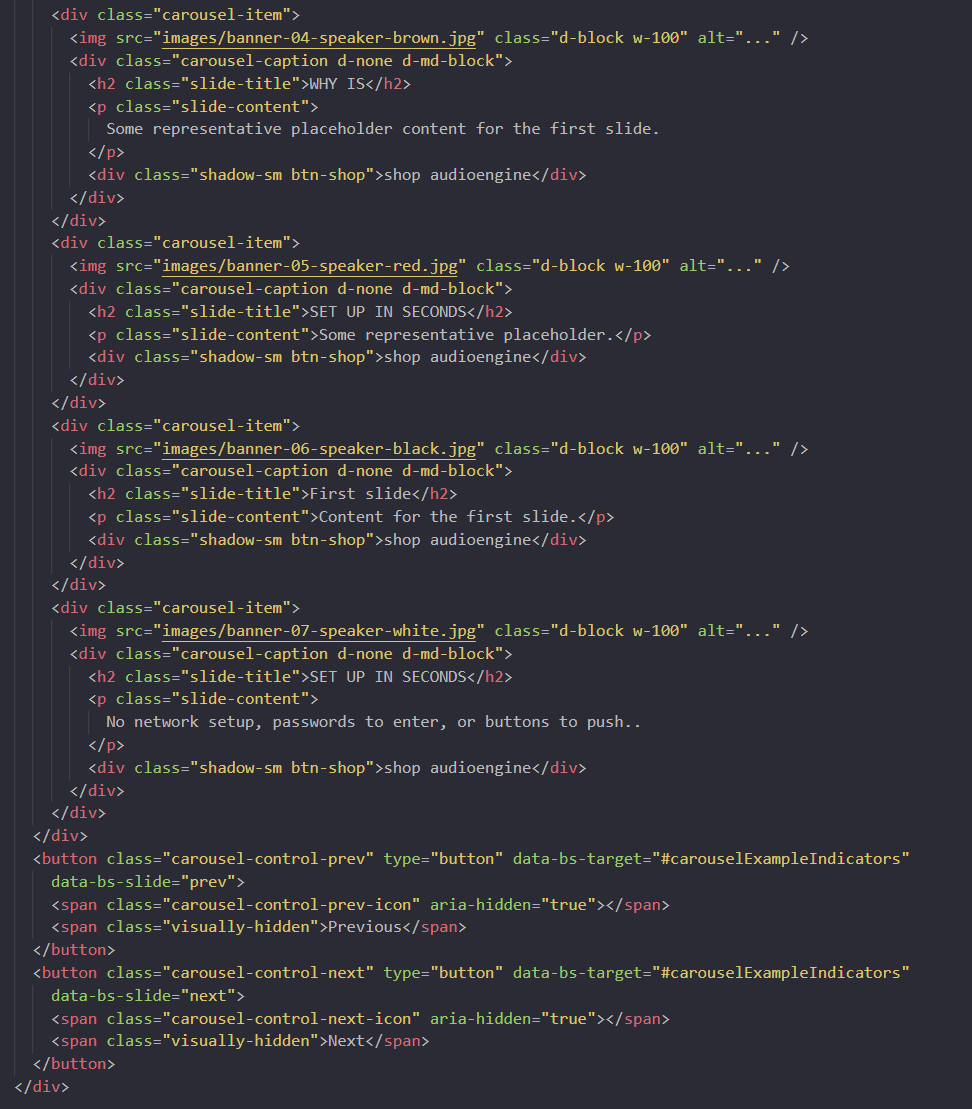 <div class="carousel-item">
<img src="images/banner-04-speaker-brown.jpg" class="d-block w-100" alt="..." />
<div class="carousel-caption d-none d-md-block">
<h2 class="slide-title">WHY IS</h2>
<p class="slide-content">
Some representative placeholder content for the first slide.
</p>
<div class="shadow-sm btn-shop">shop audioengine</div>
</div>
</div>
<div class="carousel-item">
<img src="images/banner-05-speaker-red.jpg" class="d-block w-100" alt="..." />
<div class="carousel-caption d-none d-md-block">
<h2 class="slide-title">SET UP IN SECONDS</h2>
<p class="slide-content">Some representative placeholder.</p>
<div class="shadow-sm btn-shop">shop audioengine</div>
</div>
</div>
<div class="carousel-item">
<img src="images/banner-06-speaker-black.jpg" class="d-block w-100" alt="..." />
<div class="carousel-caption d-none d-md-block">
<h2 class="slide-title">First slide</h2>
<p class="slide-content">Content for the first slide.</p>
<div class="shadow-sm btn-shop">shop audioengine</div>
</div>
</div>
<div class="carousel-item">
<img src="images/banner-07-speaker-white.jpg" class="d-block w-100" alt="..." />
<div class="carousel-caption d-none d-md-block">
<h2 class="slide-title">SET UP IN SECONDS</h2>
<p class="slide-content">
No network setup, passwords to enter, or buttons to push..
</p>
<div class="shadow-sm btn-shop">shop audioengine</div>
</div>
</div>
</div>
<button class="carousel-control-prev" type="button" data-bs-target="#carouselExampleIndicators"
data-bs-slide="prev">
<span class="carousel-control-prev-icon" aria-hidden="true"></span>
<span class="visually-hidden">Previous</span>
</button>
<button class="carousel-control-next" type="button" data-bs-target="#carouselExampleIndicators"
data-bs-slide="next">
<span class="carousel-control-next-icon" aria-hidden="true"></span>
<span class="visually-hidden">Next</span>
</button>
</div>